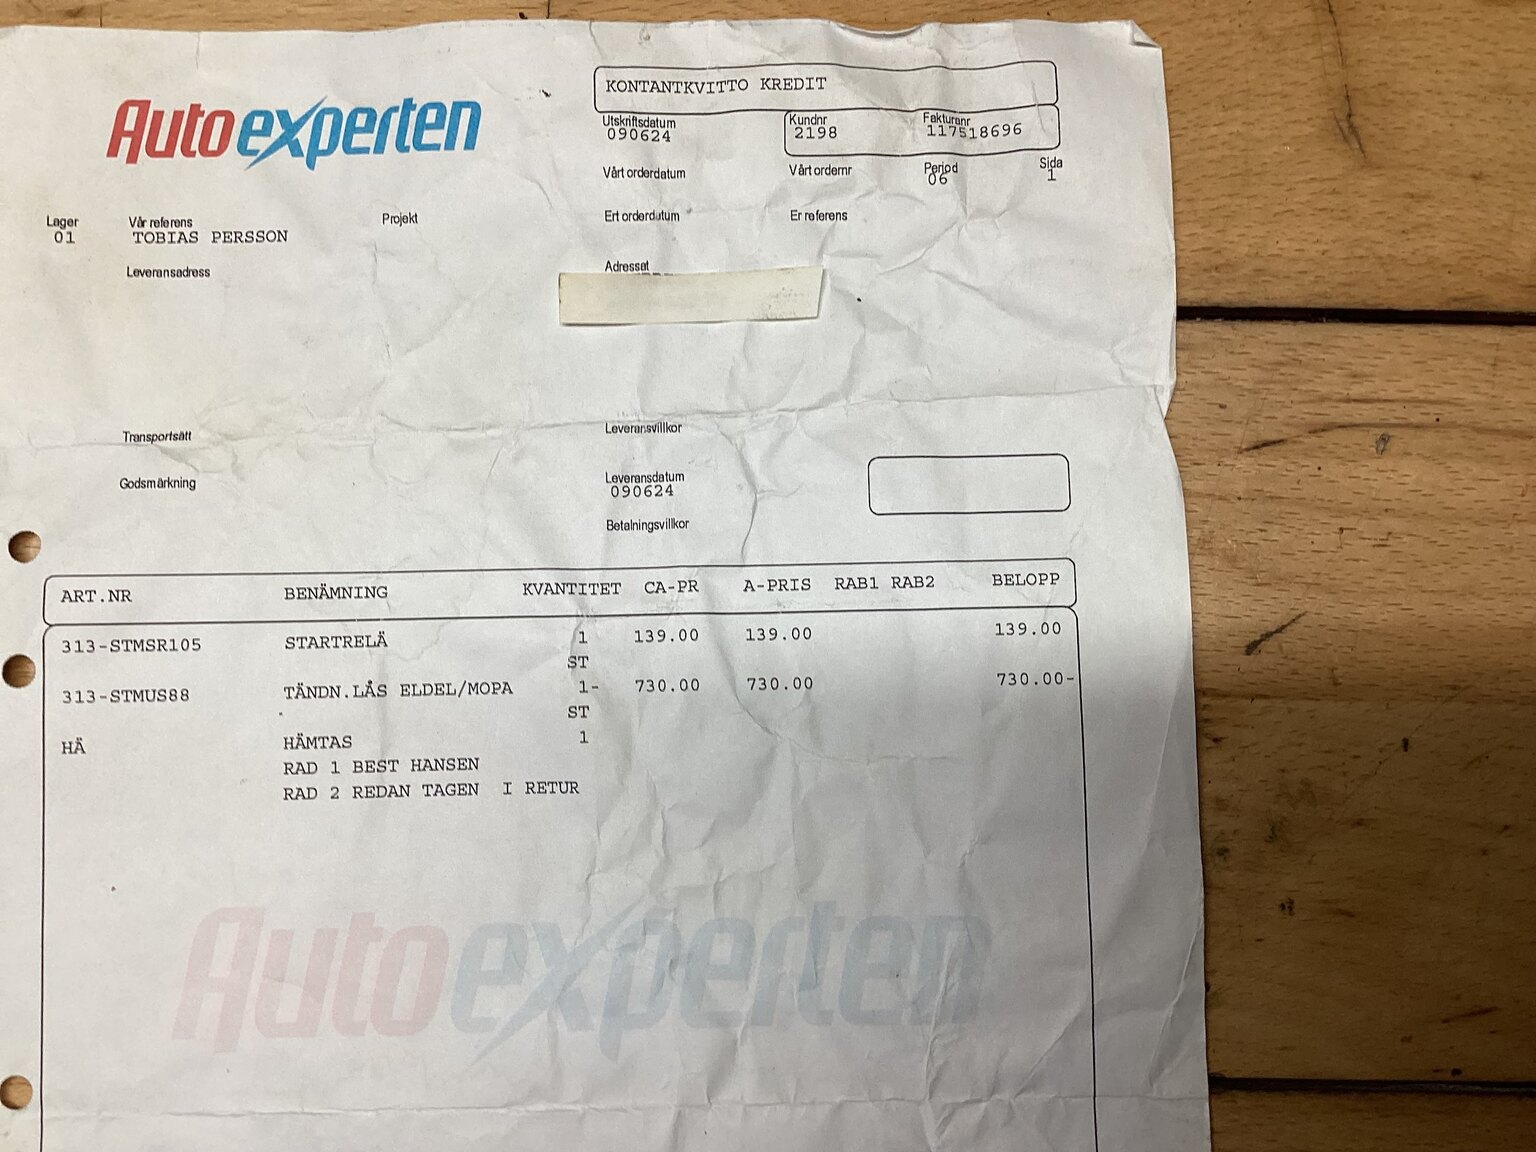 Autoexperten
KONTANTKVITTO KREDIT
Utskriftsdatum Kundnr Fakturanr
090624 2198 117518696
Vårt orderdatum Vårt ordernr Period Sida
06 1
Lager Vår referens Projekt Ert orderdatum Er referens
01 TOBIAS PERSSON
Leveransadress Adressat
Transportsätt Leveransvillkor
Godsmärkning Leveransdatum
090624
Betalningsvillkor
ART.NR BENÄMNING KVANTITET CA-PR A-PRIS RAB1 RAB2 BELOPP
313-STMSR105 STARTRELÄ 1 139.00 139.00 139.00
ST
313-STMUS88 TÄNDN.LÅS ELDEL/MOPA 1- 730.00 730.00 730.00-
ST
HÄ HÄMTAS 1
RAD 1 BEST HANSEN
RAD 2 REDAN TAGEN I RETUR
Autoexperten